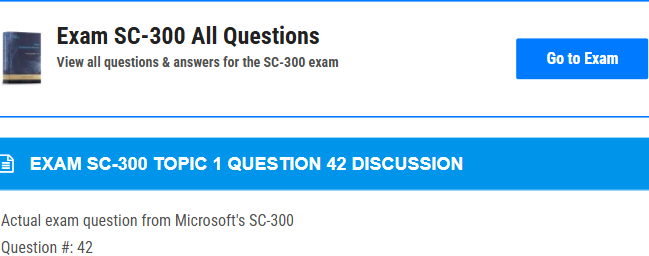 Exam SC-300 All Questions
View all questions & answers for the SC-300 exam
Go to Exam
EXAM SC-300 TOPIC 1 QUESTION 42 DISCUSSION
Actual exam question from Microsoft's SC-300
Question #: 42